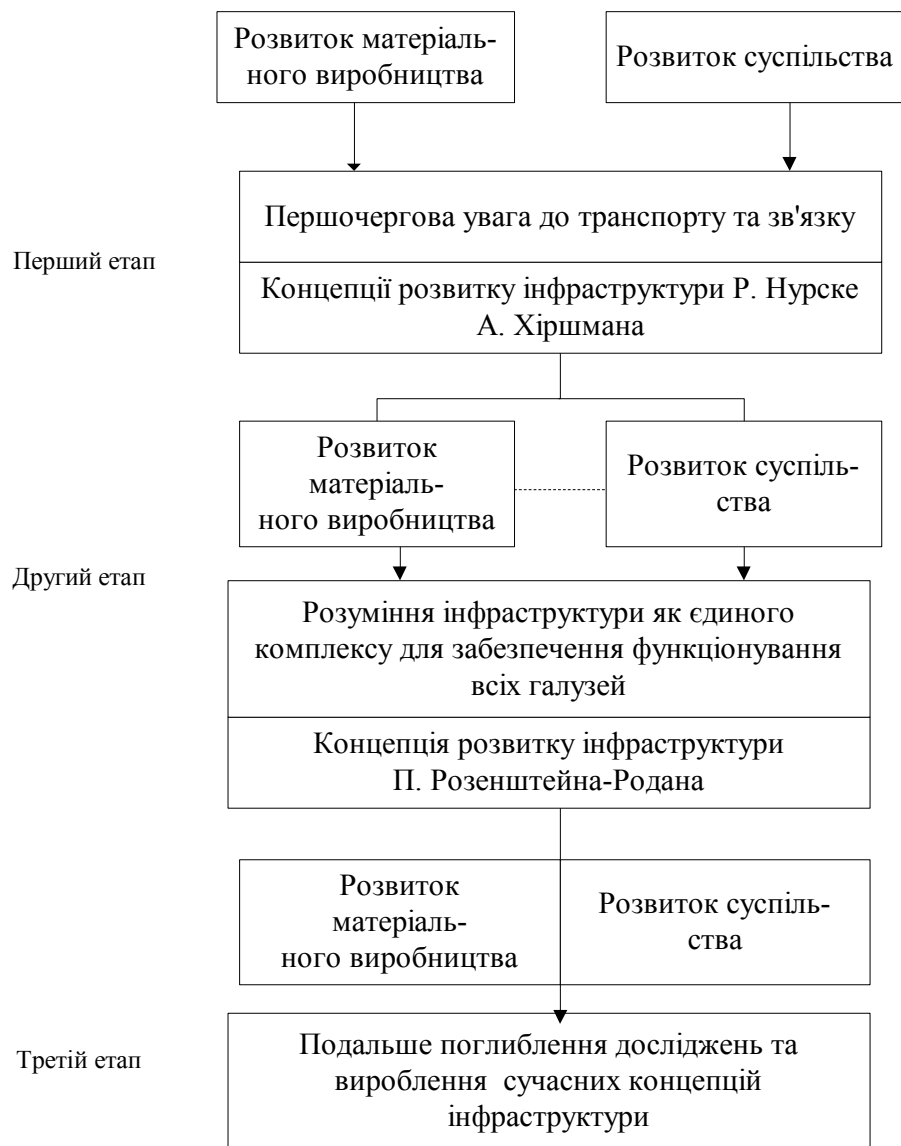 Розвиток матеріаль-
ного виробництва
Розвиток суспільства
Першочергова увага до транспорту та зв'язку
Перший етап
Концепції розвитку інфраструктури Р. Нурске
А. Хіршмана
Розвиток
матеріаль-
ного виробництва
Розвиток суспіль-
ства
Другий етап
Розуміння інфраструктури як єдиного
комплексу для забезпечення функціонування
всіх галузей
Концепція розвитку інфраструктури
П. Розенштейна-Родана
Розвиток
матеріаль-
ного виробництва
Розвиток суспіль-
ства
Третій етап
Подальше поглиблення досліджень та
вироблення сучасних концепцій
інфраструктури